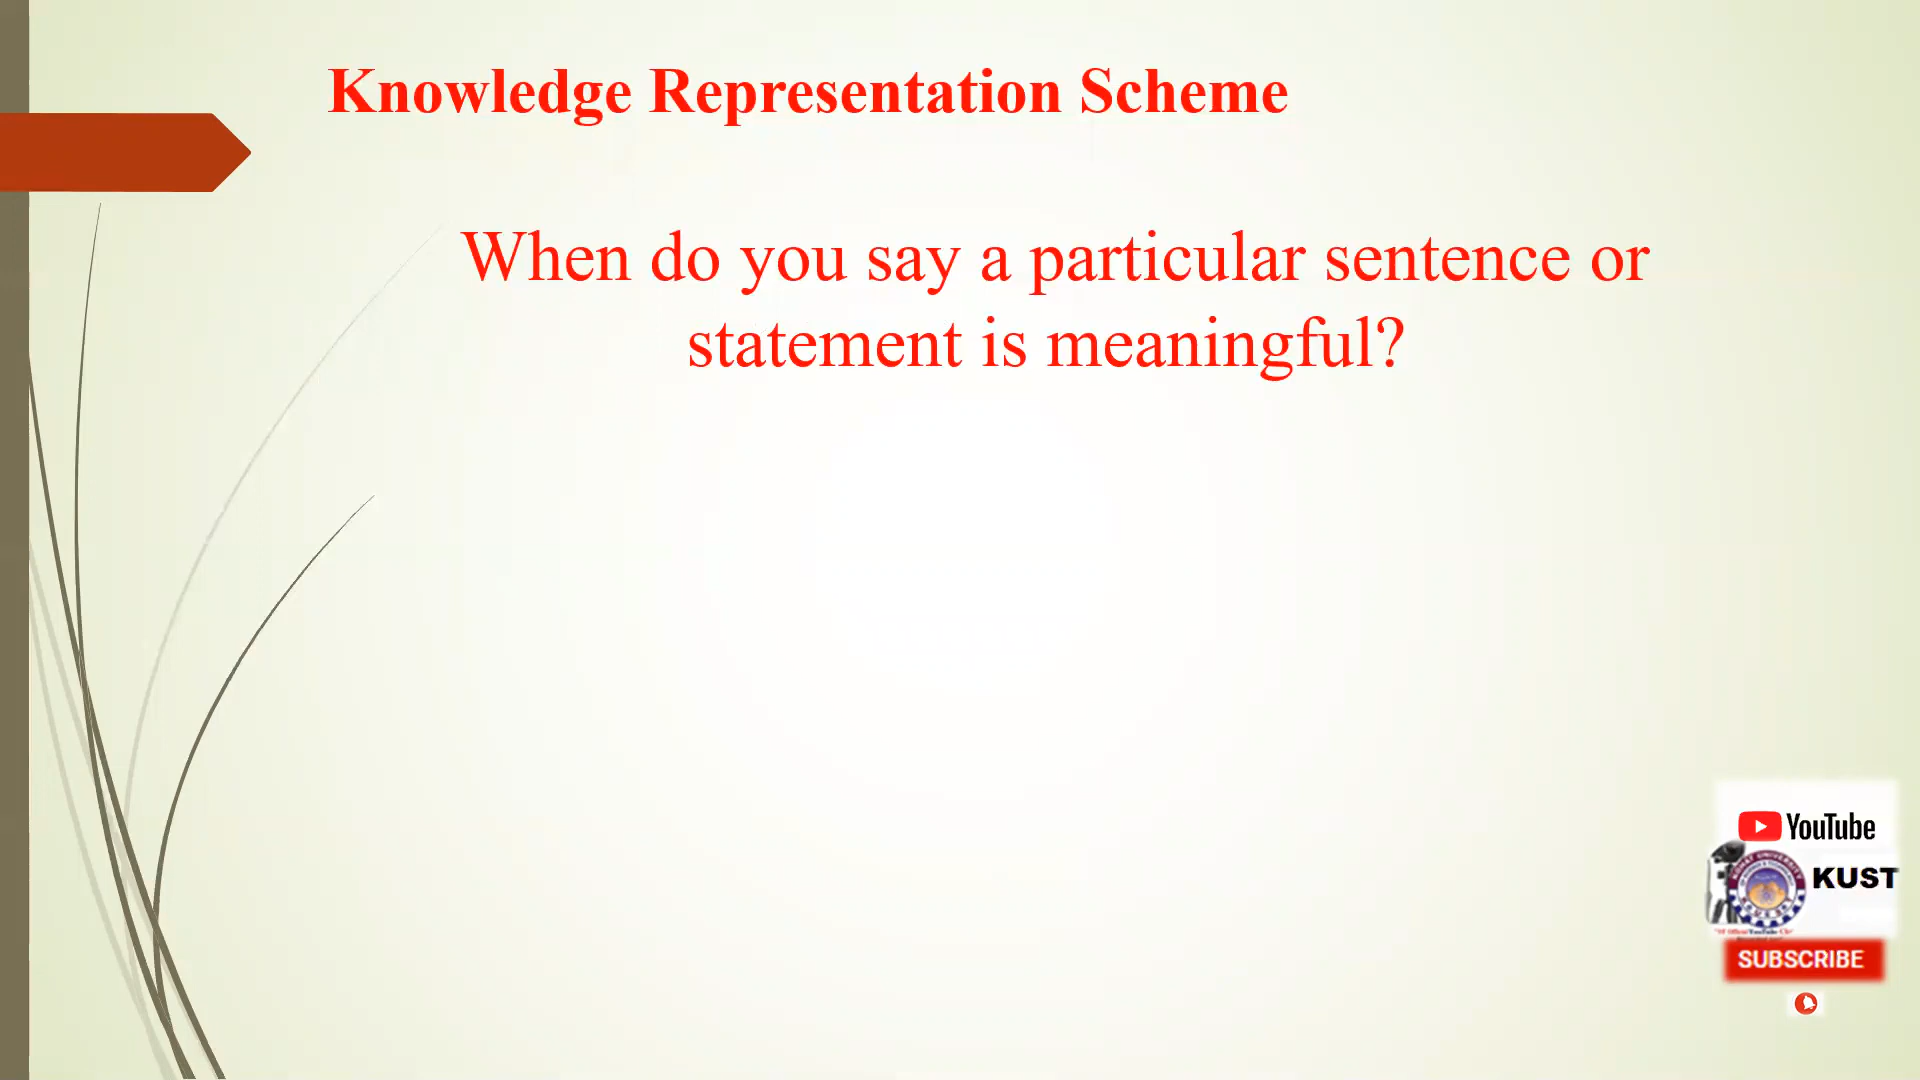 Knowledge Representation Scheme
When do you say a particular sentence or
statement is meaningful?
YouTube
KUST
SUBSCRIBE